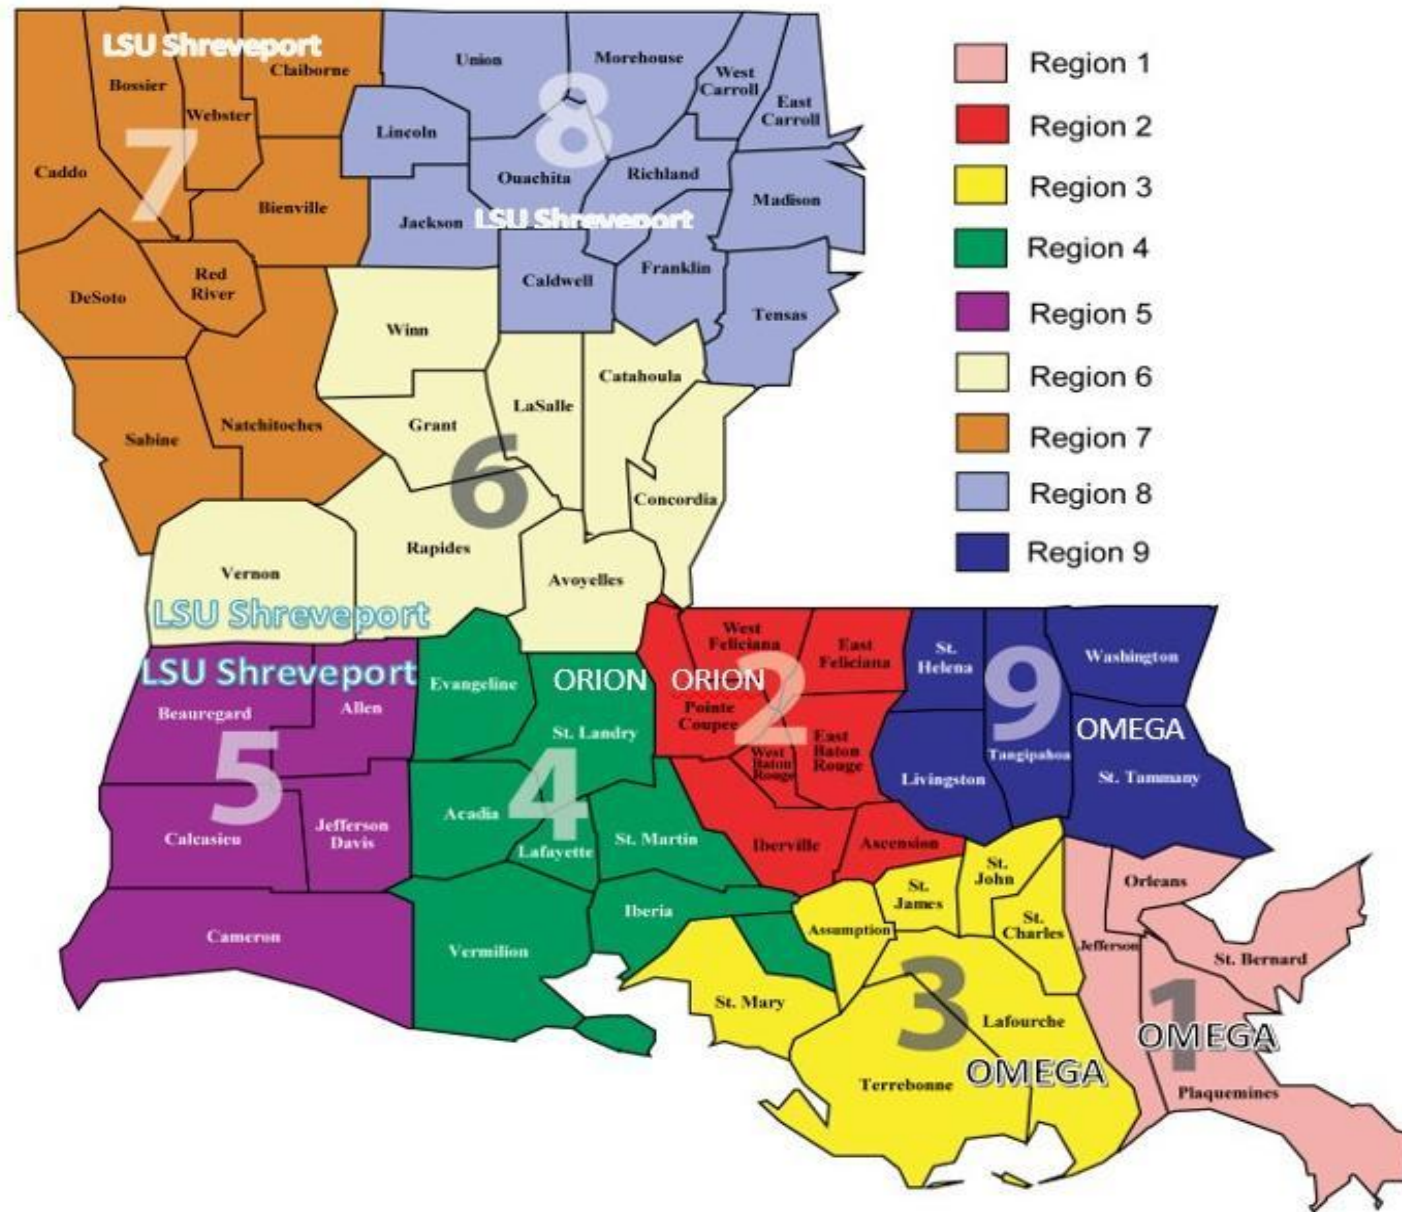 LSU Shreveport
Bossier
Claiborne
Webster
Caddo
7
Bienville
Red
River
DeSoto
Sabine
Natchitoches
Union
Morehouse
West
Carroll
East
Carroll
Lincoln
8
Ouachita
Richland
Madison
Jackson
LSU Shreveport
Caldwell
Franklin
Tensas
Winn
Catahoula
LaSalle
Grant
6
Concordia
Rapides
Avoyelles
Vernon
LSU Shreveport
LSU Shreveport
Beauregard
Allen
5
Calcasieu
Jefferson
Davis
Cameron
Evangeline
ORION
St. Landry
4
Acadia
Lafayette
St. Martin
Iberia
Vermilion
West
Feliciana
East
Feliciana
ORION
2
Pointe
Coupee
West
Baton
Rouge
East
Baton
Rouge
Iberville
Ascension
St.
Helena
9
Washington
OMEGA
Tangipahoa
Livingston
St. Tammany
St.
John
St.
James
St.
Charles
Assumption
3
St. Mary
Lafourche
Terrebonne
OMEGA
Orleans
Jefferson
St. Bernard
1
OMEGA
Plaquemines
Region 1
Region 2
Region 3
Region 4
Region 5
Region 6
Region 7
Region 8
Region 9